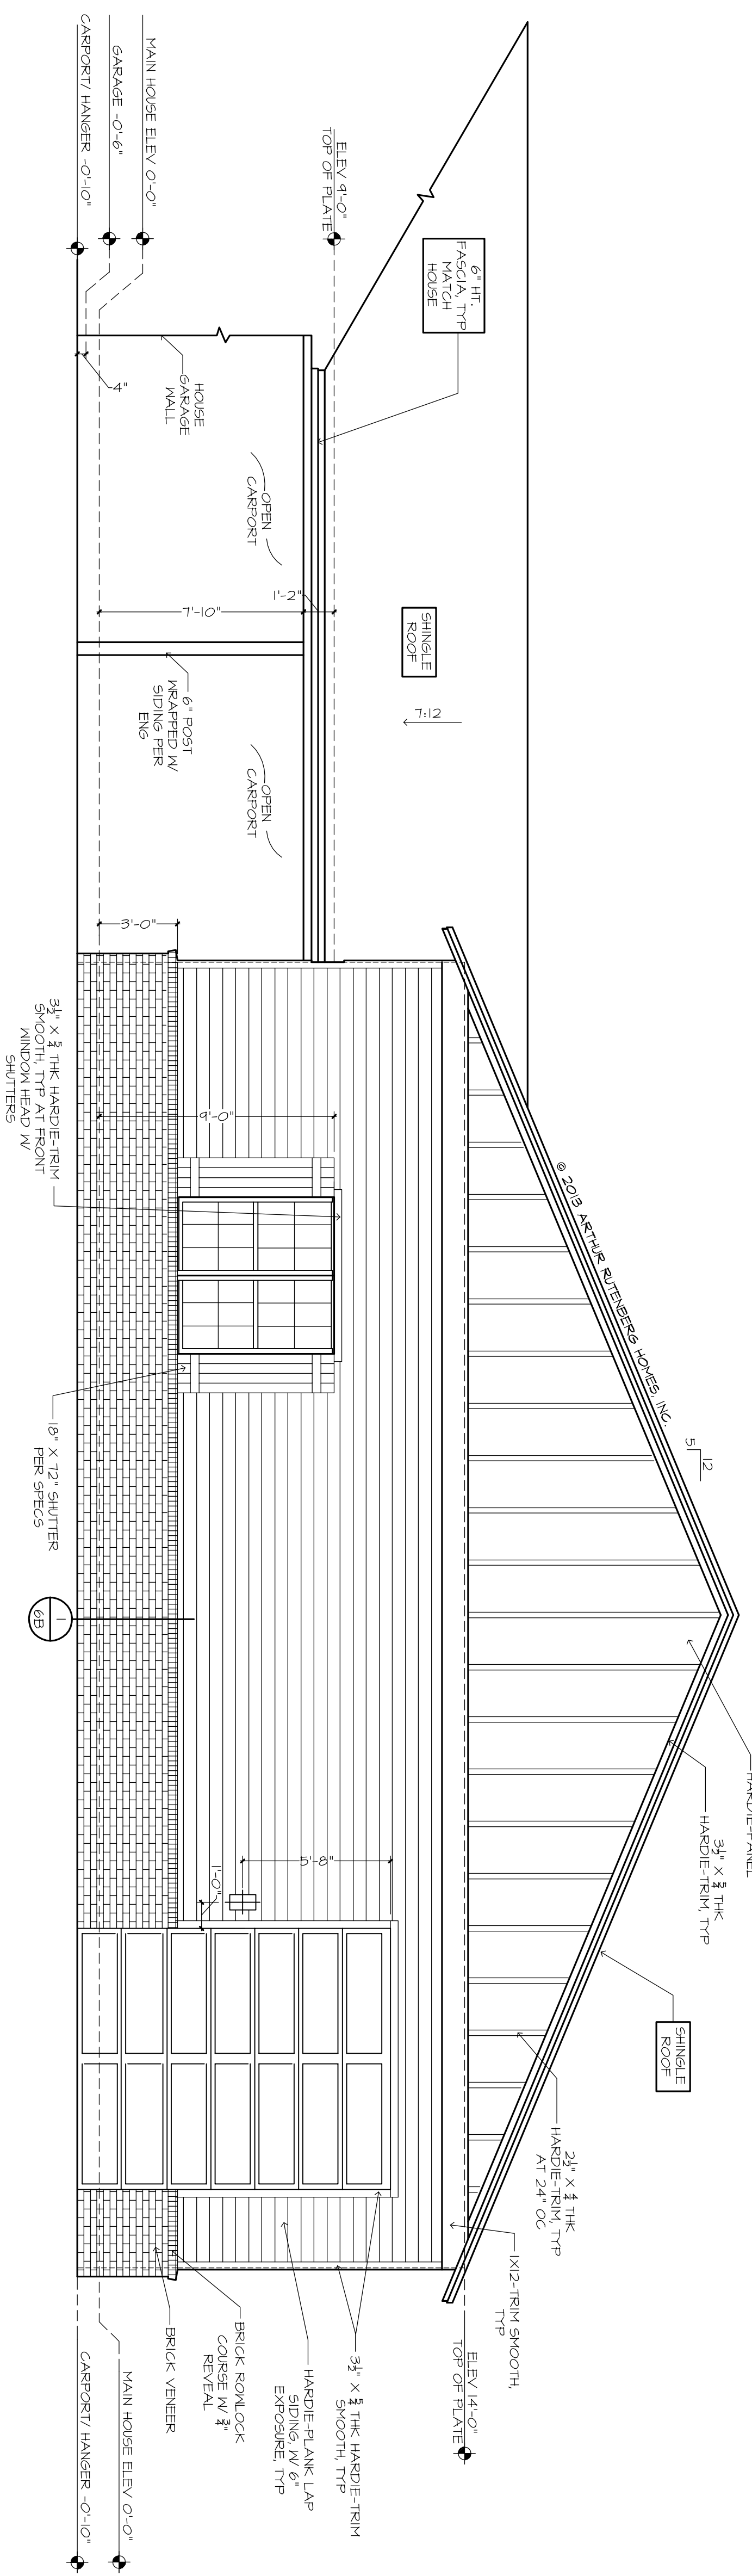 MAIN HOUSE ELEV 0'-0"
GARAGE -0'-6"
CARPORT/ HANGER -0'-10"
ELEV 9'-0"
TOP OF PLATE
6" HT.
FASCIA, TYP
MATCH
HOUSE
4"
HOUSE
GARAGE
WALL
OPEN
CARPORT
1'-2"
7'-10"
SHINGLE
ROOF
7:12
6" POST
WRAPPED W/
SIDING PER
ENG
OPEN
CARPORT
3'-0"
3½" X 5/4 THK HARDIE-TRIM
SMOOTH, TYP AT FRONT
WINDOW HEAD W/
SHUTTERS
9'-0"
© 2013 ARTHUR RUTENBERG HOMES, INC.
18" X 72" SHUTTER
PER SPECS
12
5
1
6B
HARDIE-PANEL
3½" X 5/4 THK
HARDIE-TRIM, TYP
5'-8"
1'-0"
SHINGLE
ROOF
2½" X 4/4 THK
HARDIE-TRIM, TYP
AT 24" OC
1X12-TRIM SMOOTH,
TYP
ELEV 14'-0"
TOP OF PLATE
3½" X 5/4 THK HARDIE-TRIM
SMOOTH, TYP
HARDIE-PLANK LAP
SIDING, W/ 6"
EXPOSURE, TYP
BRICK ROWLOCK
COURSE W/ ¾"
REVEAL
BRICK VENEER
MAIN HOUSE ELEV 0'-0"
CARPORT/ HANGER -0'-10"